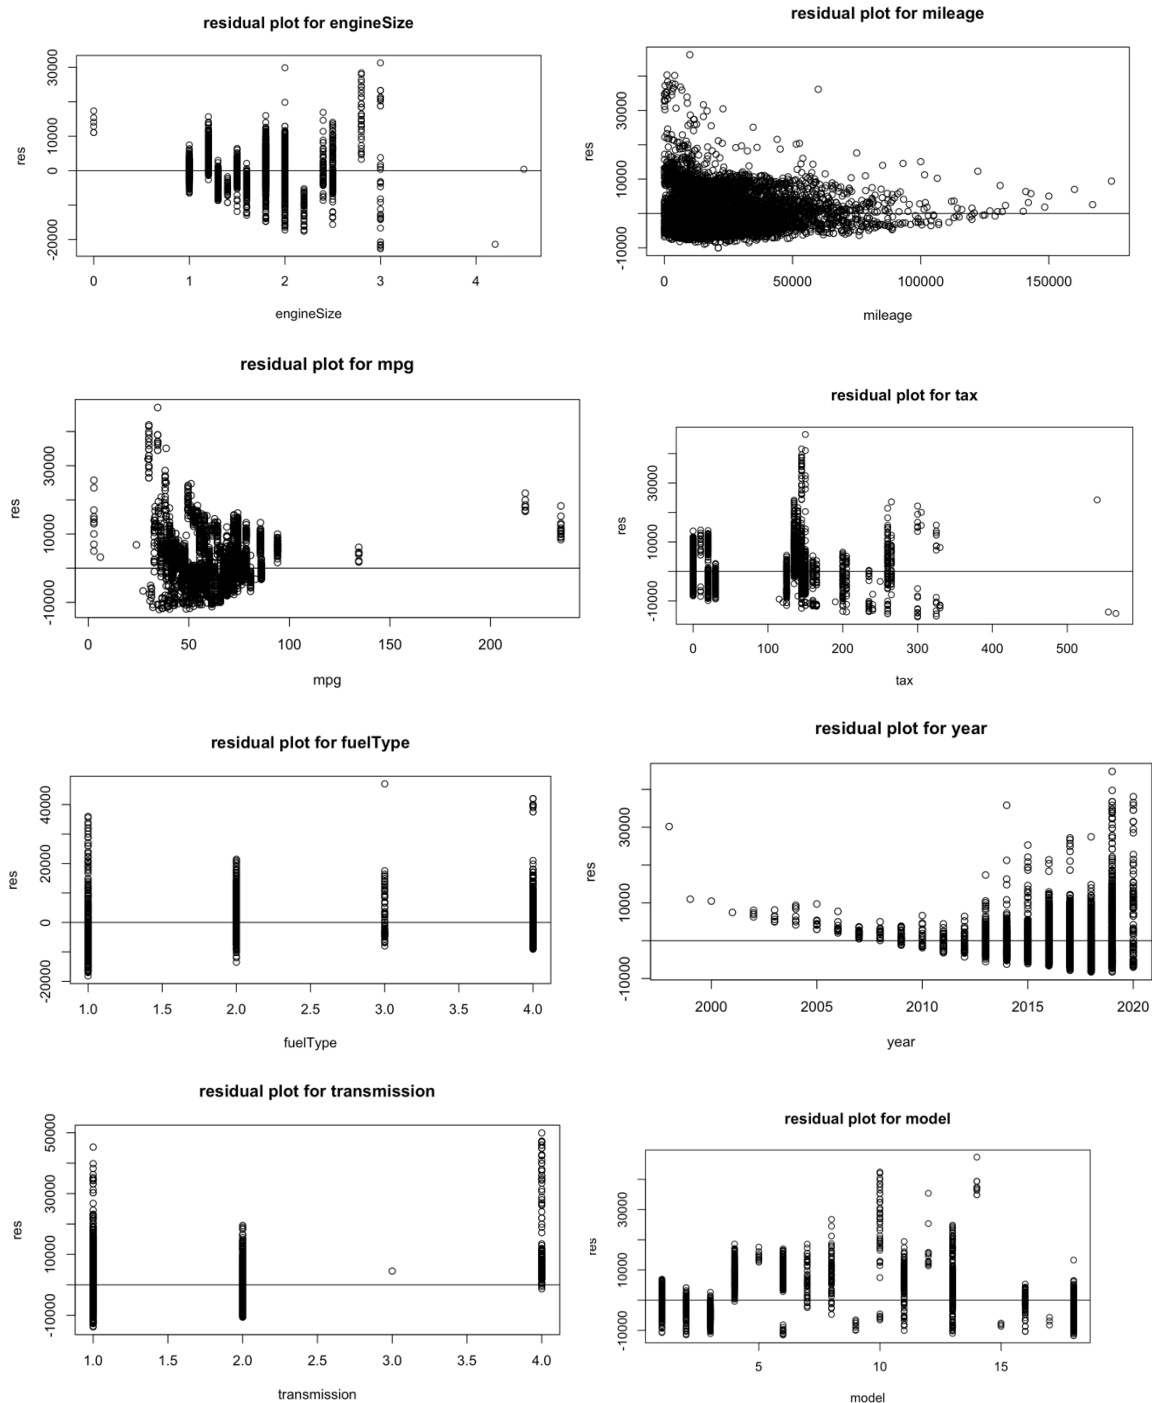 residual plot for engineSize
res
30000
10000
0
-20000
0 1 2 3 4
engineSize
residual plot for mileage
res
30000
10000
-10000
0 50000 100000 150000
mileage
residual plot for mpg
res
30000
10000
-10000
0 50 100 150 200
mpg
residual plot for tax
res
30000
10000
-10000
0 100 200 300 400 500
tax
residual plot for fuelType
res
40000
20000
0
-20000
1.0 1.5 2.0 2.5 3.0 3.5 4.0
fuelType
residual plot for year
res
30000
10000
-10000
2000 2005 2010 2015 2020
year
residual plot for transmission
res
50000
30000
10000
-10000
1.0 1.5 2.0 2.5 3.0 3.5 4.0
transmission
residual plot for model
res
30000
10000
-10000
5 10 15
model